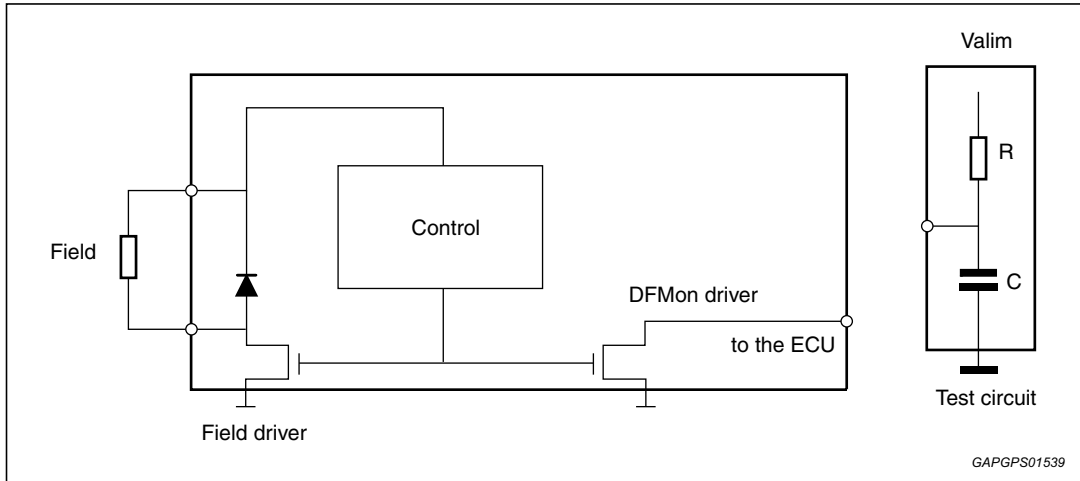 Valim
R
Control
Field
C
DFMon driver
to the ECU
Test circuit
Field driver
GAPGPS01539